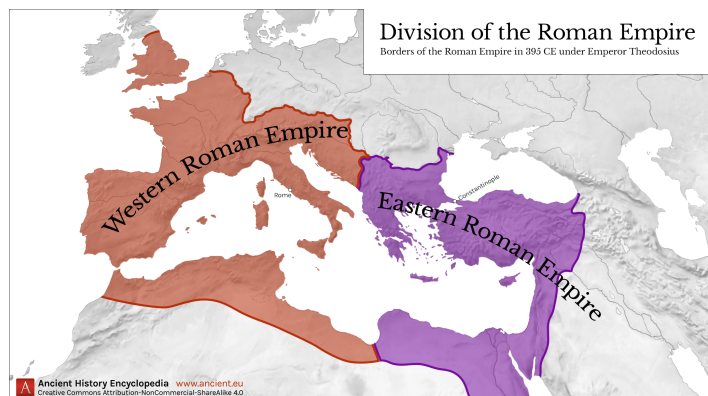 Division of the Roman Empire
Borders of the Roman Empire in 395 CE under Emperor Theodosius
Western Roman Empire
Rome
Constantinople
Eastern Roman Empire
Ancient History Encyclopedia www.ancient.eu
Creative Commons Attribution-NonCommercial-ShareAlike 4.0